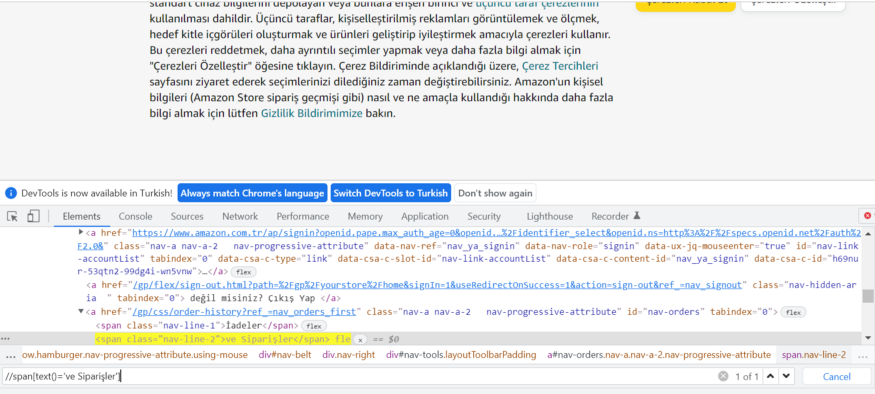 standart cihaz bilgilerini depolayan veya bunlara erişen birinci ve üçüncü taraf çerezlerinin
kullanılması dahildir. Üçüncü taraflar, kişiselleştirilmiş reklamları görüntülemek ve ölçmek,
hedef kitle içgörüleri oluşturmak ve ürünleri geliştirip iyileştirmek amacıyla çerezleri kullanır.
Bu çerezleri reddetmek, daha ayrıntılı seçimler yapmak veya daha fazla bilgi almak için
"Çerezleri Özelleştir" öğesine tıklayın. Çerez Bildiriminde açıklandığı üzere, Çerez Tercihleri
sayfasını ziyaret ederek seçimlerinizi dilediğiniz zaman değiştirebilirsiniz. Amazon'un kişisel
bilgileri (Amazon Store sipariş geçmişi gibi) nasıl ve ne amaçla kullandığı hakkında daha fazla
bilgi almak için lütfen Gizlilik Bildirimimize bakın.
DevTools is now available in Turkish! Always match Chrome's language Switch DevTools to Turkish Don't show again
Elements Console Sources Network Performance Memory Application Security Lighthouse Recorder
<a href="https://www.amazon.com.tr/ap/signin?openid.pape.max_auth_age=0&openid.…%2Fidentifier_select&openid.ns=http%3A%2F%2Fspecs.openid.net%2Fauth%2
F2.0&" class="nav-a nav-a-2 nav-progressive-attribute" data-nav-ref="nav_ya_signin" data-nav-role="signin" data-ux-jq-mouseenter="true" id="nav-link
-accountList" tabindex="0" data-csa-c-type="link" data-csa-c-slot-id="nav-link-accountList" data-csa-c-content-id="nav_ya_signin" data-csa-c-id="h69nu
r-53qtn2-99dg4i-wn5vnw">…</a> flex
<a href="/gp/flex/sign-out.html?path=%2Fgp%2Fyourstore%2Fhome&signIn=1&useRedirectOnSuccess=1&action=sign-out&ref_=nav_signout" class="nav-hidden-ar
ia " tabindex="0"> değil misiniz? Çıkış Yap </a>
<a href="/gp/css/order-history?ref_=nav_orders_first" class="nav-a nav-a-2 nav-progressive-attribute" id="nav-orders" tabindex="0"> flex
<span class="nav-line-1">İadeler</span> flex
… <span class="nav-line-2">ve Siparişler</span> fle x == $0
… ow.hamburger.nav-progressive-attribute.using-mouse div#nav-belt div.nav-right div#nav-tools.layoutToolbarPadding a#nav-orders.nav-a.nav-a-2.nav-progressive-attribute span.nav-line-2 …
//span[text()='ve Siparişler'] 1 of 1 Cancel